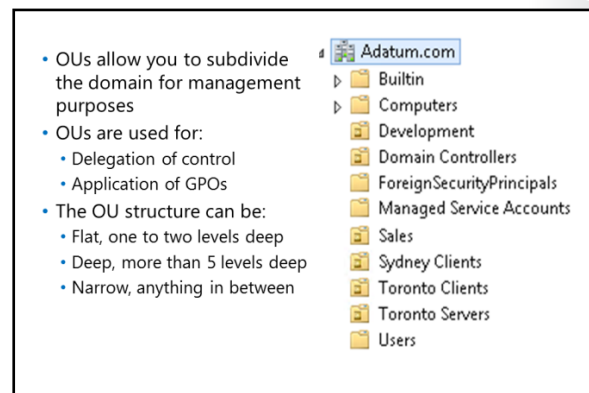 • OUs allow you to subdivide
the domain for management
purposes
• OUs are used for:
• Delegation of control
• Application of GPOs
• The OU structure can be:
• Flat, one to two levels deep
• Deep, more than 5 levels deep
• Narrow, anything in between
Adatum.com
Builtin
Computers
Development
Domain Controllers
ForeignSecurityPrincipals
Managed Service Accounts
Sales
Sydney Clients
Toronto Clients
Toronto Servers
Users